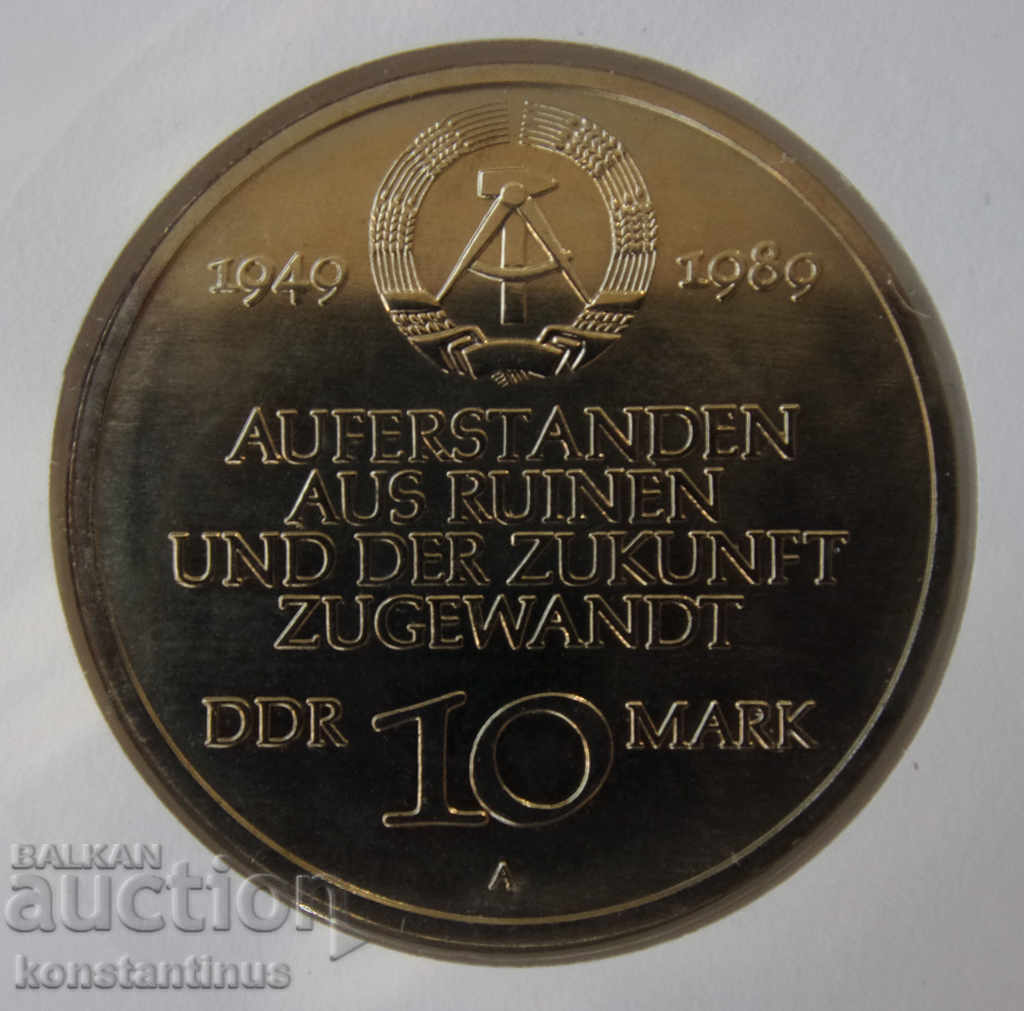 1949 1989
AUFERSTANDEN
AUS RUINEN
UND DER ZUKUNFT
ZUGEWANDT
DDR 10 MARK
A
BALKAN
auction
konstantinus